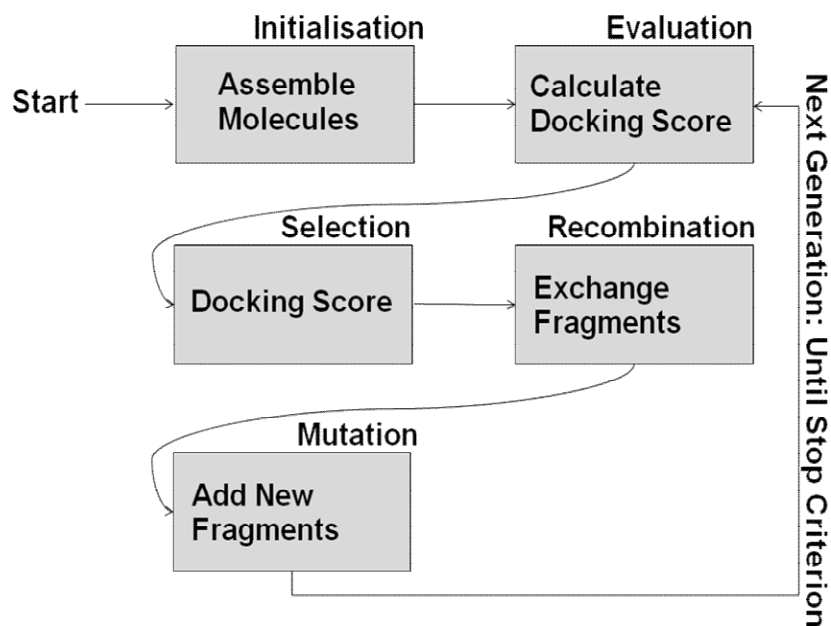 Initialisation
Evaluation
Start
Assemble
Molecules
Calculate
Docking Score
Selection
Recombination
Docking Score
Exchange
Fragments
Mutation
Add New
Fragments
Next Generation: Until Stop Criterion